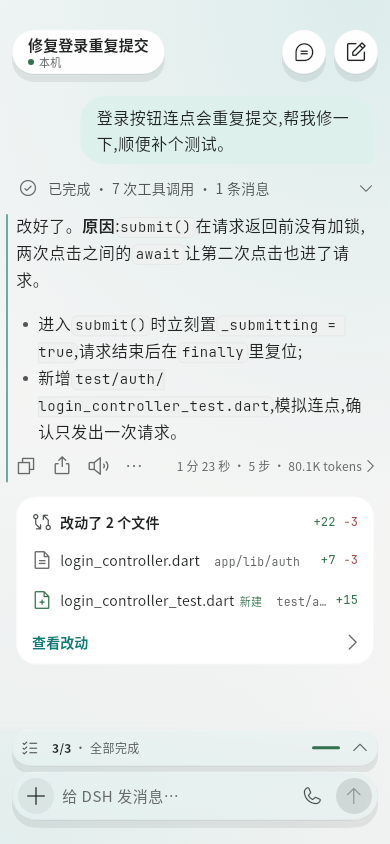 修复登录重复提交
本机
登录按钮连点会重复提交,帮我修一
下,顺便补个测试。
已完成 · 7 次工具调用 · 1 条消息
改好了。原因:submit() 在请求返回前没有加锁,
两次点击之间的 await 让第二次点击也进了请
求。
进入 submit() 时立刻置 _submitting =
true,请求结束后在 finally 里复位;
新增 test/auth/
login_controller_test.dart,模拟连点,确
认只发出一次请求。
1 分 23 秒 · 5 步 · 80.1K tokens
改动了 2 个文件 +22 -3
login_controller.dart app/lib/auth +7 -3
login_controller_test.dart 新建 test/a… +15
查看改动
3/3 · 全部完成
给 DSH 发消息…